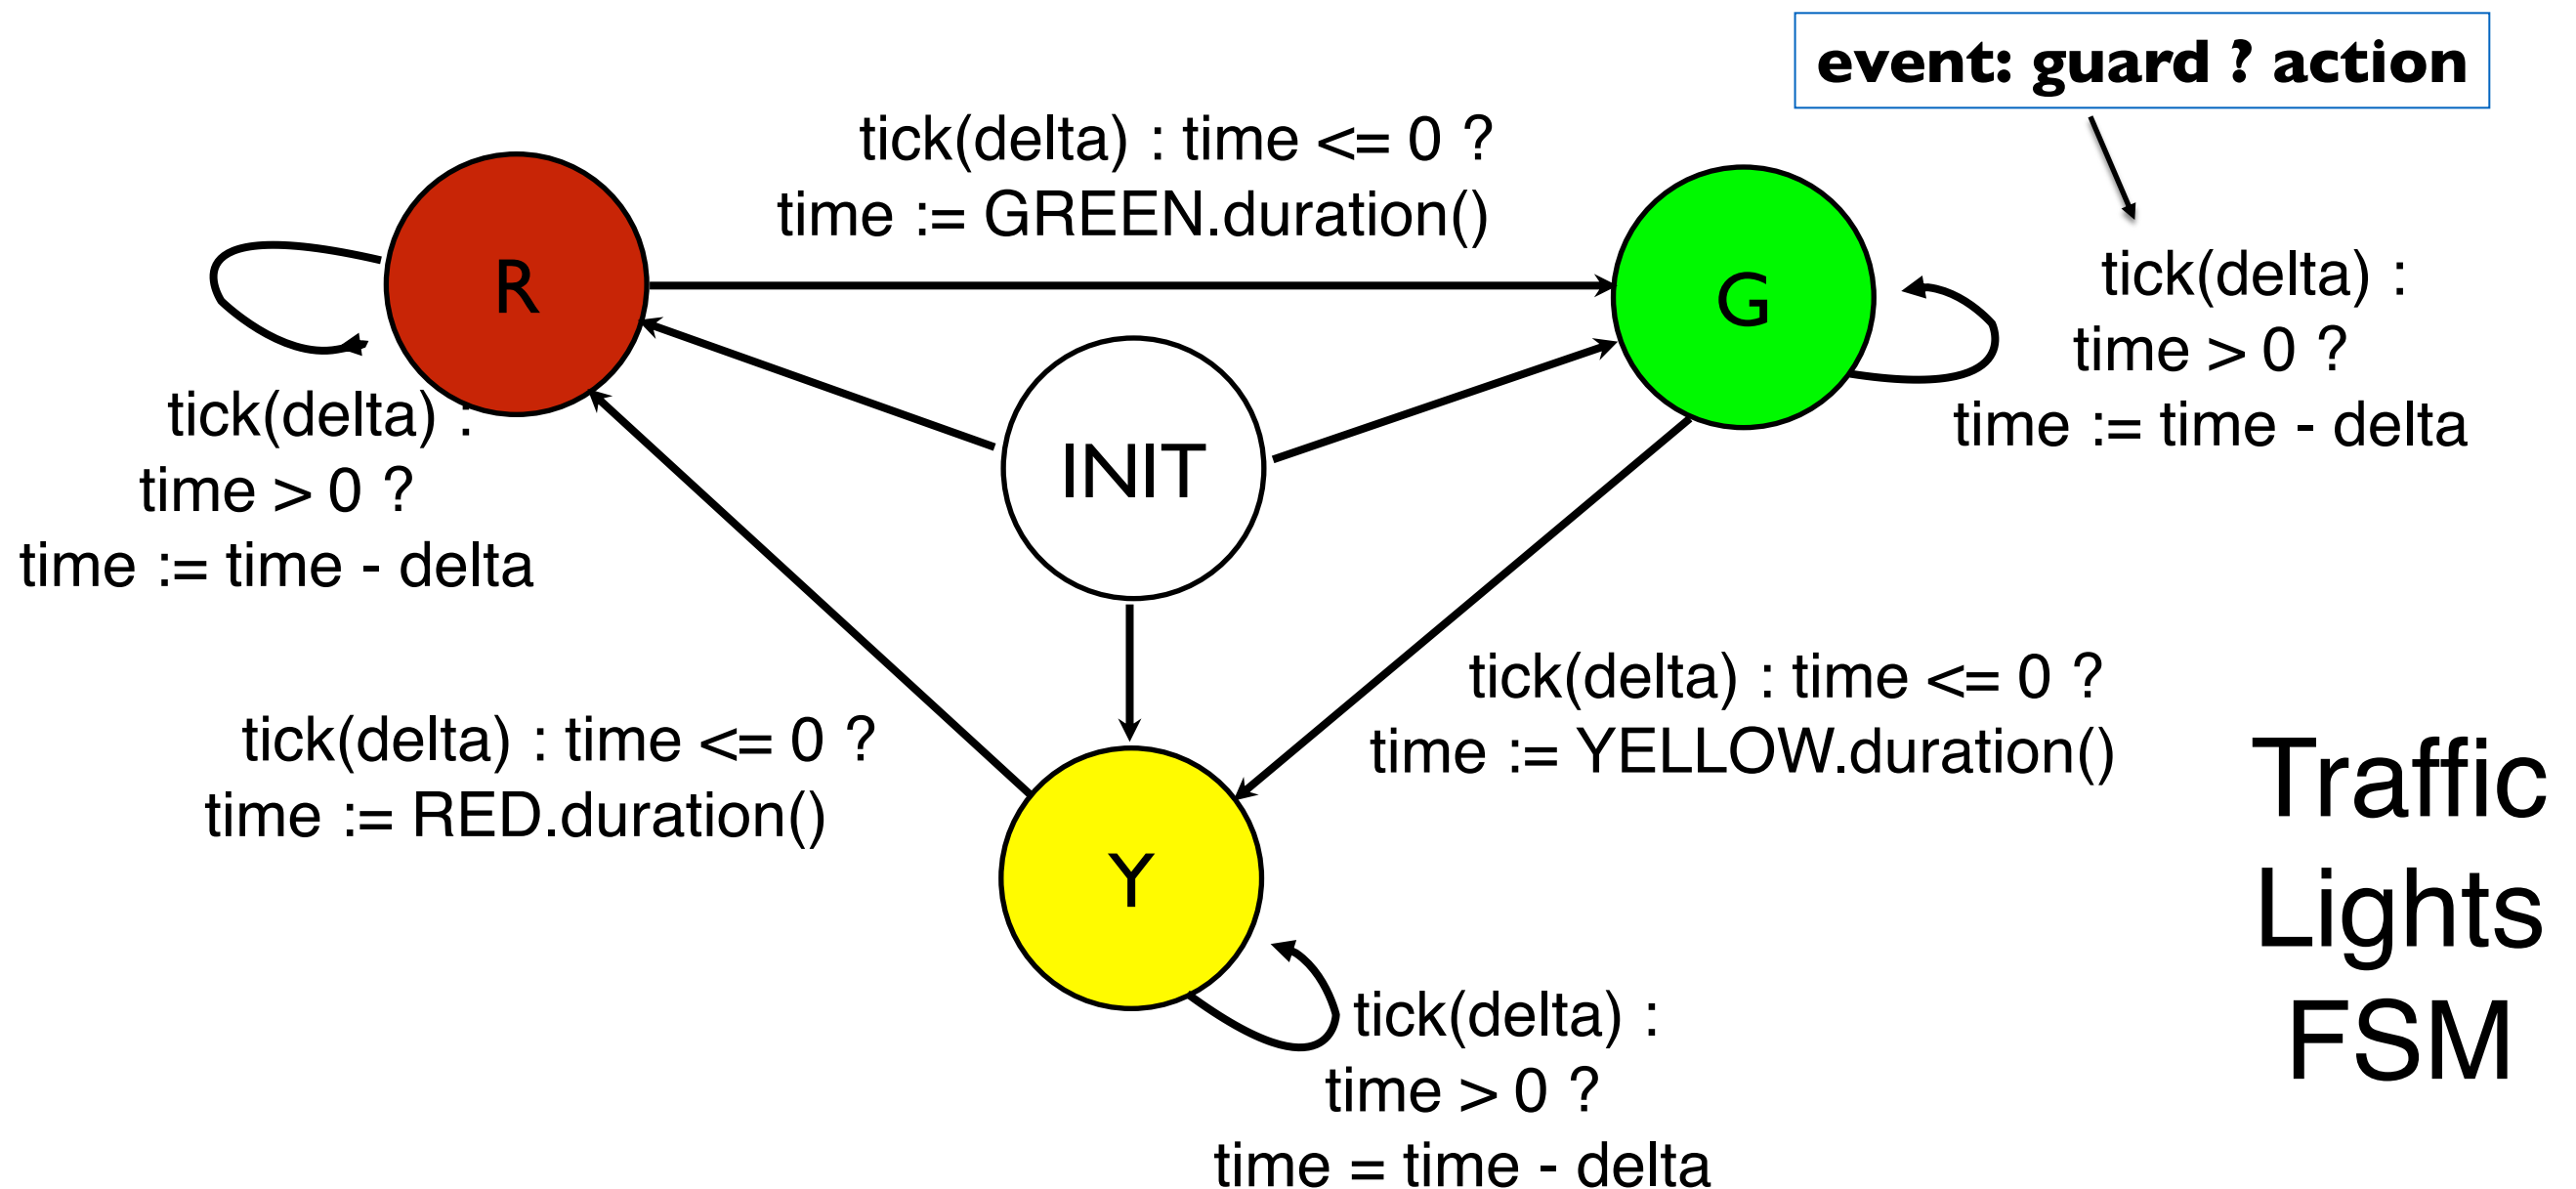 event: guard ? action
tick(delta) : time <= 0 ?
time := GREEN.duration()
R
G
tick(delta) :
time > 0 ?
time := time - delta
tick(delta) :
time > 0 ?
time := time - delta
INIT
tick(delta) : time <= 0 ?
time := YELLOW.duration()
tick(delta) : time <= 0 ?
time := RED.duration()
Traffic
Lights
FSM
Y
tick(delta) :
time > 0 ?
time = time - delta